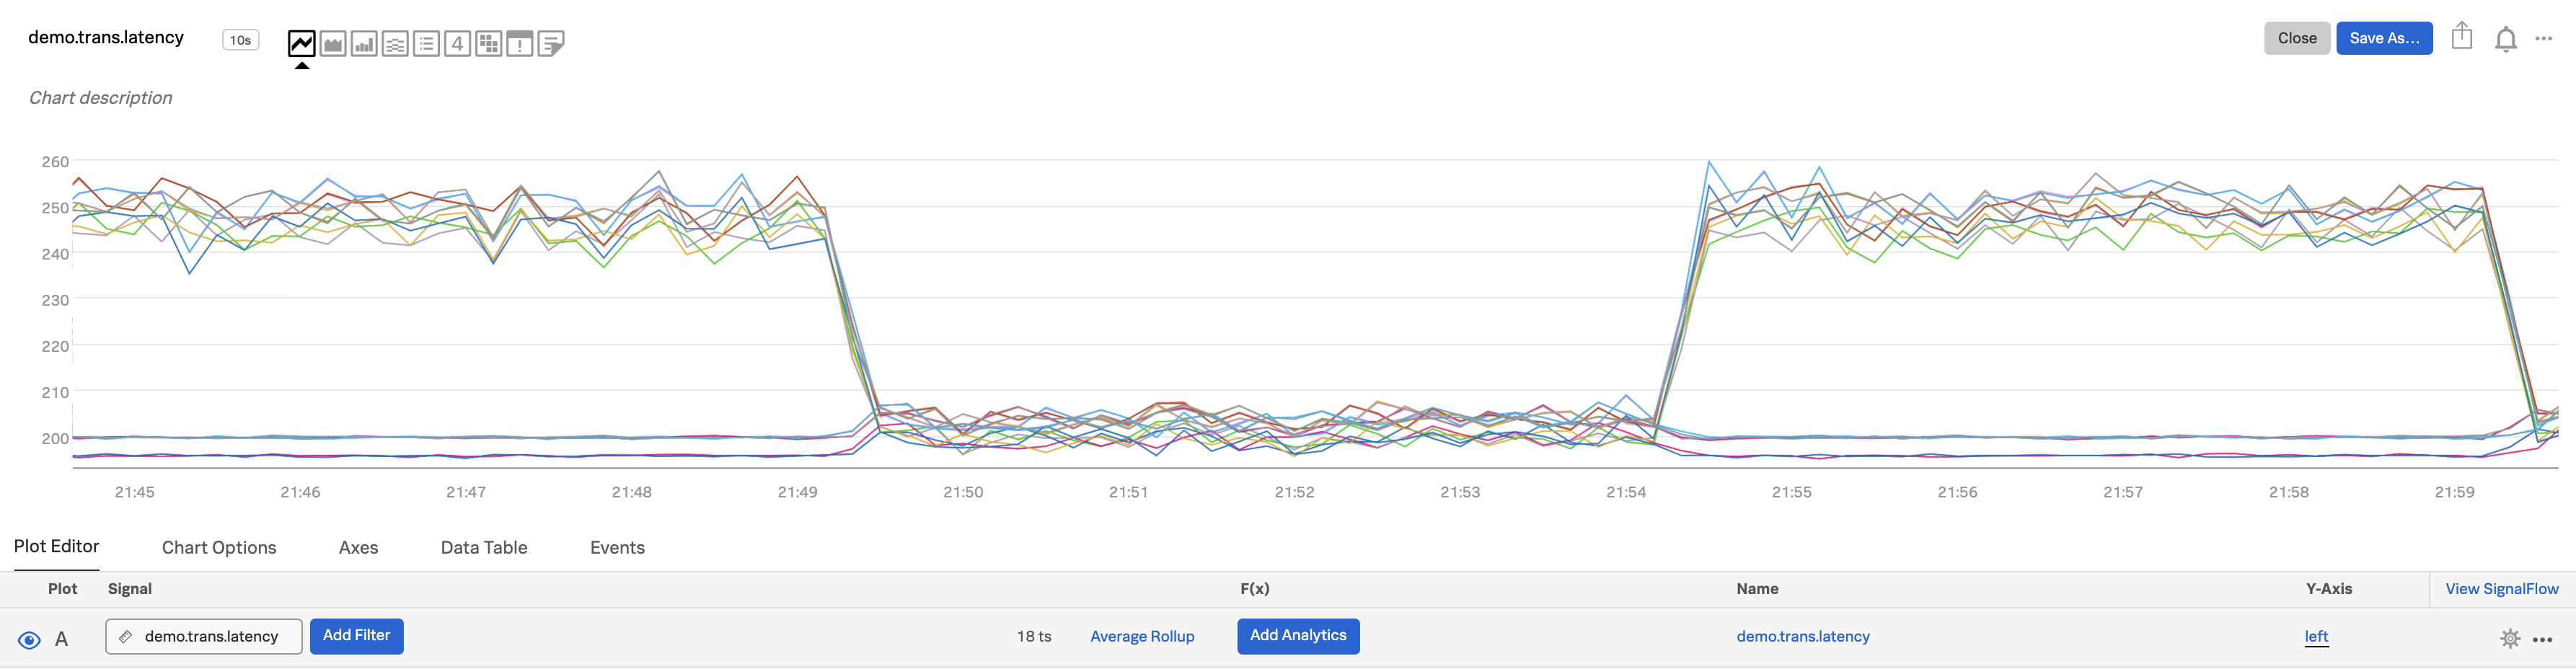 demo.trans.latency 10s 4 Close Save As...
Chart description
260
250
240
230
220
210
200
21:45 21:46 21:47 21:48 21:49 21:50 21:51 21:52 21:53 21:54 21:55 21:56 21:57 21:58 21:59
Plot Editor Chart Options Axes Data Table Events
Plot Signal F(x) Name Y-Axis View SignalFlow
A demo.trans.latency Add Filter 18 ts Average Rollup Add Analytics demo.trans.latency left